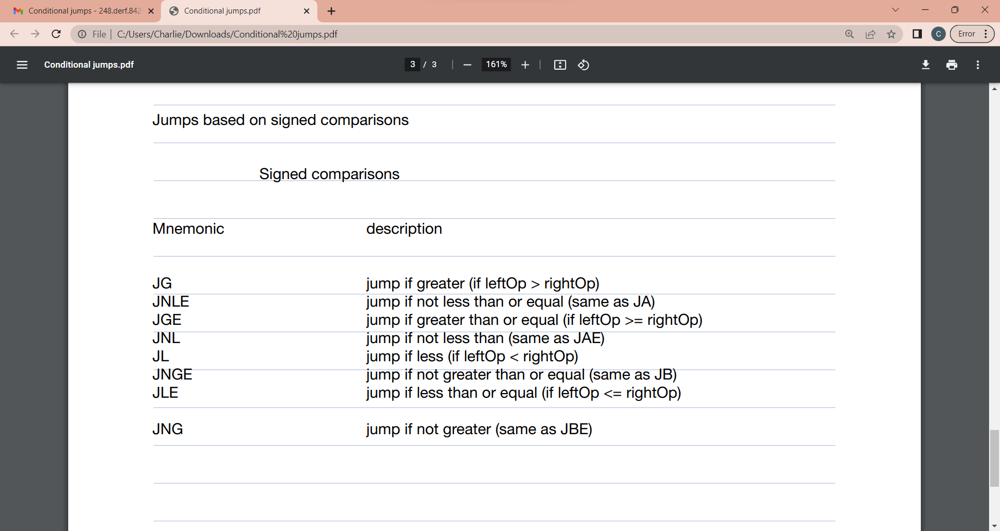 Conditional jumps - 248.derf.842
Conditional jumps.pdf
File | C:/Users/Charlie/Downloads/Conditional%20jumps.pdf
C
Error
Conditional jumps.pdf
3 / 3
161%
Jumps based on signed comparisons
Signed comparisons
Mnemonic description
JG jump if greater (if leftOp > rightOp)
JNLE jump if not less than or equal (same as JA)
JGE jump if greater than or equal (if leftOp >= rightOp)
JNL jump if not less than (same as JAE)
JL jump if less (if leftOp < rightOp)
JNGE jump if not greater than or equal (same as JB)
JLE jump if less than or equal (if leftOp <= rightOp)
JNG jump if not greater (same as JBE)